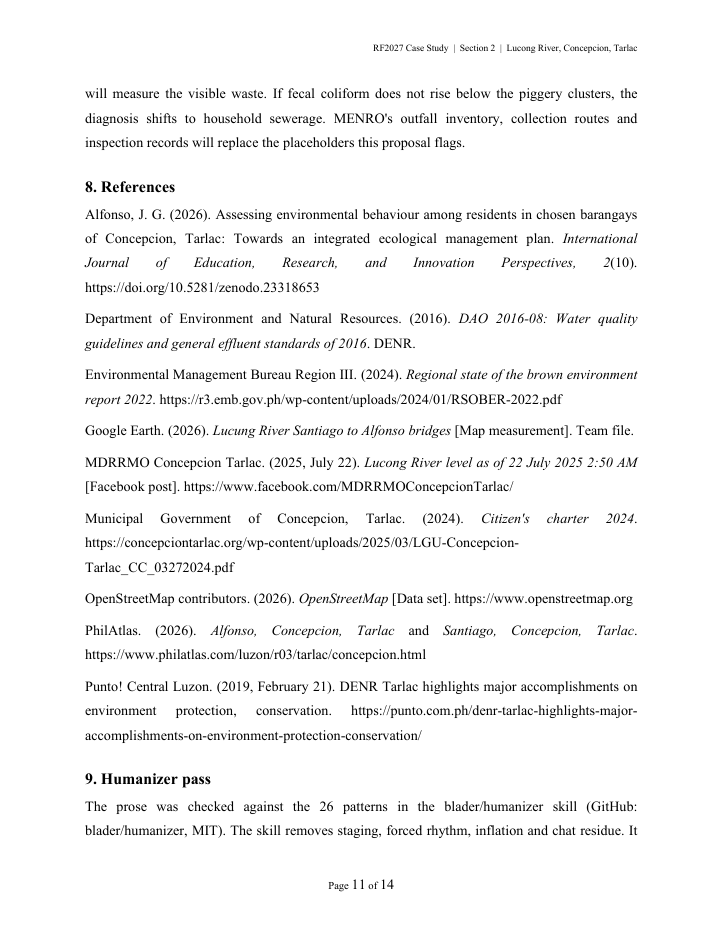 RF2027 Case Study | Section 2 | Lucong River, Concepcion, Tarlac
will measure the visible waste. If fecal coliform does not rise below the piggery clusters, the
diagnosis shifts to household sewerage. MENRO's outfall inventory, collection routes and
inspection records will replace the placeholders this proposal flags.
8. References
Alfonso, J. G. (2026). Assessing environmental behaviour among residents in chosen barangays
of Concepcion, Tarlac: Towards an integrated ecological management plan. International
Journal of Education, Research, and Innovation Perspectives, 2(10).
https://doi.org/10.5281/zenodo.23318653
Department of Environment and Natural Resources. (2016). DAO 2016-08: Water quality
guidelines and general effluent standards of 2016. DENR.
Environmental Management Bureau Region III. (2024). Regional state of the brown environment
report 2022. https://r3.emb.gov.ph/wp-content/uploads/2024/01/RSOBER-2022.pdf
Google Earth. (2026). Lucung River Santiago to Alfonso bridges [Map measurement]. Team file.
MDRRMO Concepcion Tarlac. (2025, July 22). Lucong River level as of 22 July 2025 2:50 AM
[Facebook post]. https://www.facebook.com/MDRRMOConcepcionTarlac/
Municipal Government of Concepcion, Tarlac. (2024). Citizen's charter 2024.
https://concepciontarlac.org/wp-content/uploads/2025/03/LGU-Concepcion-
Tarlac_CC_03272024.pdf
OpenStreetMap contributors. (2026). OpenStreetMap [Data set]. https://www.openstreetmap.org
PhilAtlas. (2026). Alfonso, Concepcion, Tarlac and Santiago, Concepcion, Tarlac.
https://www.philatlas.com/luzon/r03/tarlac/concepcion.html
Punto! Central Luzon. (2019, February 21). DENR Tarlac highlights major accomplishments on
environment protection, conservation. https://punto.com.ph/denr-tarlac-highlights-major-
accomplishments-on-environment-protection-conservation/
9. Humanizer pass
The prose was checked against the 26 patterns in the blader/humanizer skill (GitHub:
blader/humanizer, MIT). The skill removes staging, forced rhythm, inflation and chat residue. It
Page 11 of 14